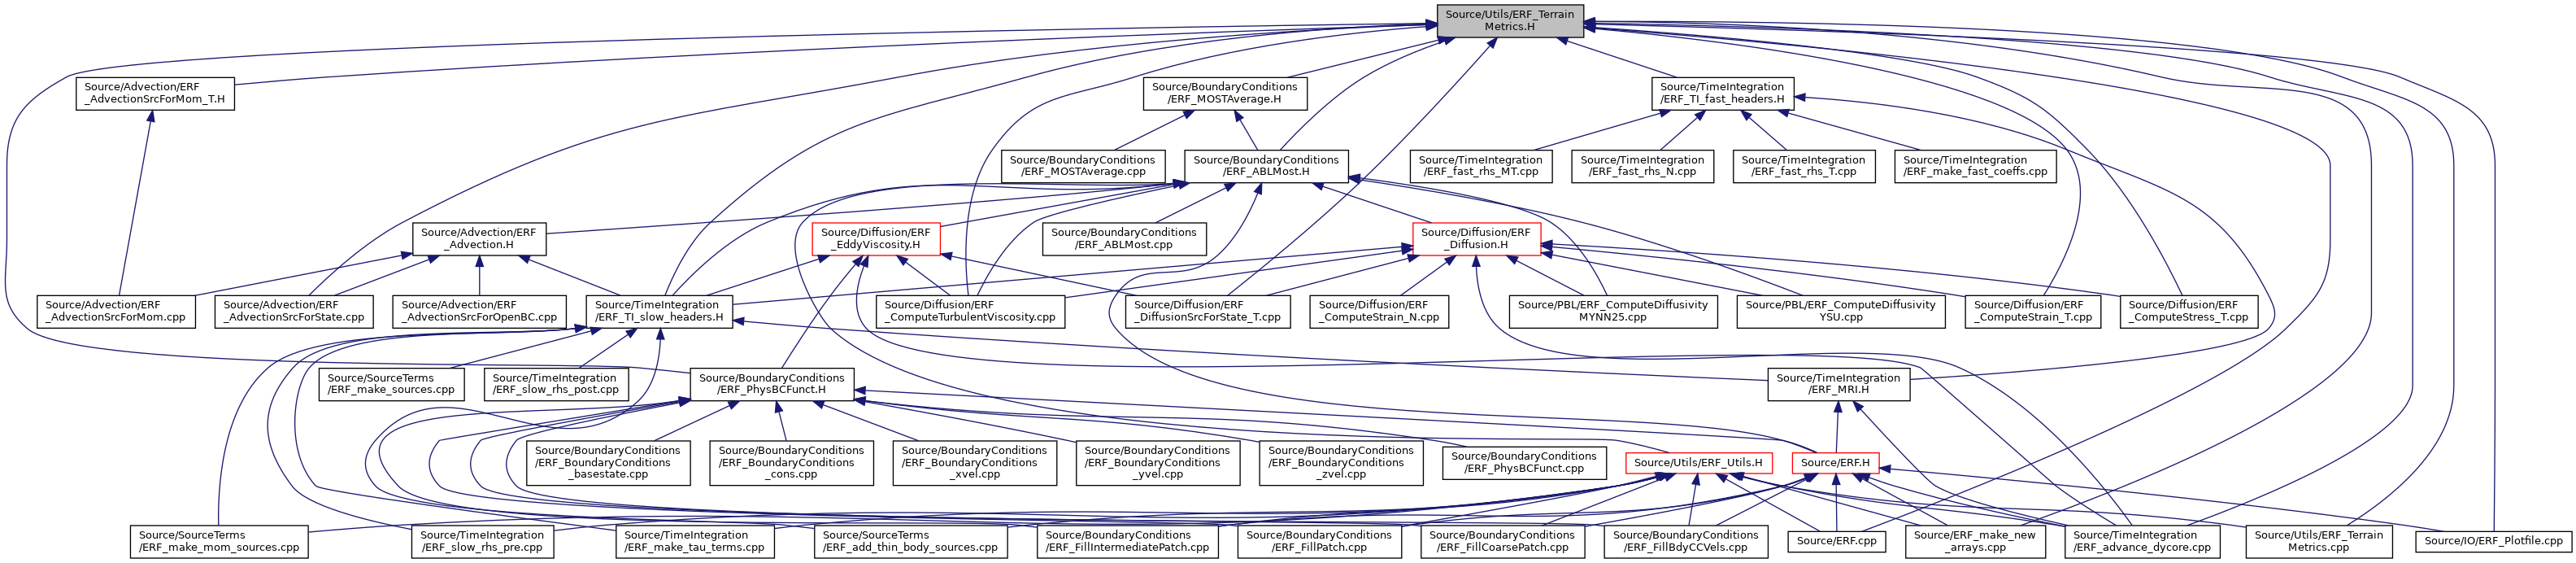 Source/Utils/ERF_Terrain
Metrics.H
Source/Advection/ERF
_AdvectionSrcForMom_T.H
Source/BoundaryConditions
/ERF_MOSTAverage.H
Source/TimeIntegration
/ERF_TI_fast_headers.H
Source/BoundaryConditions
/ERF_MOSTAverage.cpp
Source/BoundaryConditions
/ERF_ABLMost.H
Source/TimeIntegration
/ERF_fast_rhs_MT.cpp
Source/TimeIntegration
/ERF_fast_rhs_N.cpp
Source/TimeIntegration
/ERF_fast_rhs_T.cpp
Source/TimeIntegration
/ERF_make_fast_coeffs.cpp
Source/Advection/ERF
_Advection.H
Source/Diffusion/ERF
_EddyViscosity.H
Source/BoundaryConditions
/ERF_ABLMost.cpp
Source/Diffusion/ERF
_Diffusion.H
Source/Advection/ERF
_AdvectionSrcForMom.cpp
Source/Advection/ERF
_AdvectionSrcForState.cpp
Source/Advection/ERF
_AdvectionSrcForOpenBC.cpp
Source/TimeIntegration
/ERF_TI_slow_headers.H
Source/Diffusion/ERF
_ComputeTurbulentViscosity.cpp
Source/Diffusion/ERF
_DiffusionSrcForState_T.cpp
Source/Diffusion/ERF
_ComputeStrain_N.cpp
Source/PBL/ERF_ComputeDiffusivity
MYNN25.cpp
Source/PBL/ERF_ComputeDiffusivity
YSU.cpp
Source/Diffusion/ERF
_ComputeStrain_T.cpp
Source/Diffusion/ERF
_ComputeStress_T.cpp
Source/SourceTerms
/ERF_make_sources.cpp
Source/TimeIntegration
/ERF_slow_rhs_post.cpp
Source/BoundaryConditions
/ERF_PhysBCFunct.H
Source/TimeIntegration
/ERF_MRI.H
Source/BoundaryConditions
/ERF_BoundaryConditions
_basestate.cpp
Source/BoundaryConditions
/ERF_BoundaryConditions
_cons.cpp
Source/BoundaryConditions
/ERF_BoundaryConditions
_xvel.cpp
Source/BoundaryConditions
/ERF_BoundaryConditions
_yvel.cpp
Source/BoundaryConditions
/ERF_BoundaryConditions
_zvel.cpp
Source/BoundaryConditions
/ERF_PhysBCFunct.cpp
Source/Utils/ERF_Utils.H
Source/ERF.H
Source/SourceTerms
/ERF_make_mom_sources.cpp
Source/TimeIntegration
/ERF_slow_rhs_pre.cpp
Source/TimeIntegration
/ERF_make_tau_terms.cpp
Source/SourceTerms
/ERF_add_thin_body_sources.cpp
Source/BoundaryConditions
/ERF_FillIntermediatePatch.cpp
Source/BoundaryConditions
/ERF_FillPatch.cpp
Source/BoundaryConditions
/ERF_FillCoarsePatch.cpp
Source/BoundaryConditions
/ERF_FillBdyCCVels.cpp
Source/ERF.cpp
Source/ERF_make_new
_arrays.cpp
Source/TimeIntegration
/ERF_advance_dycore.cpp
Source/Utils/ERF_Terrain
Metrics.cpp
Source/IO/ERF_Plotfile.cpp